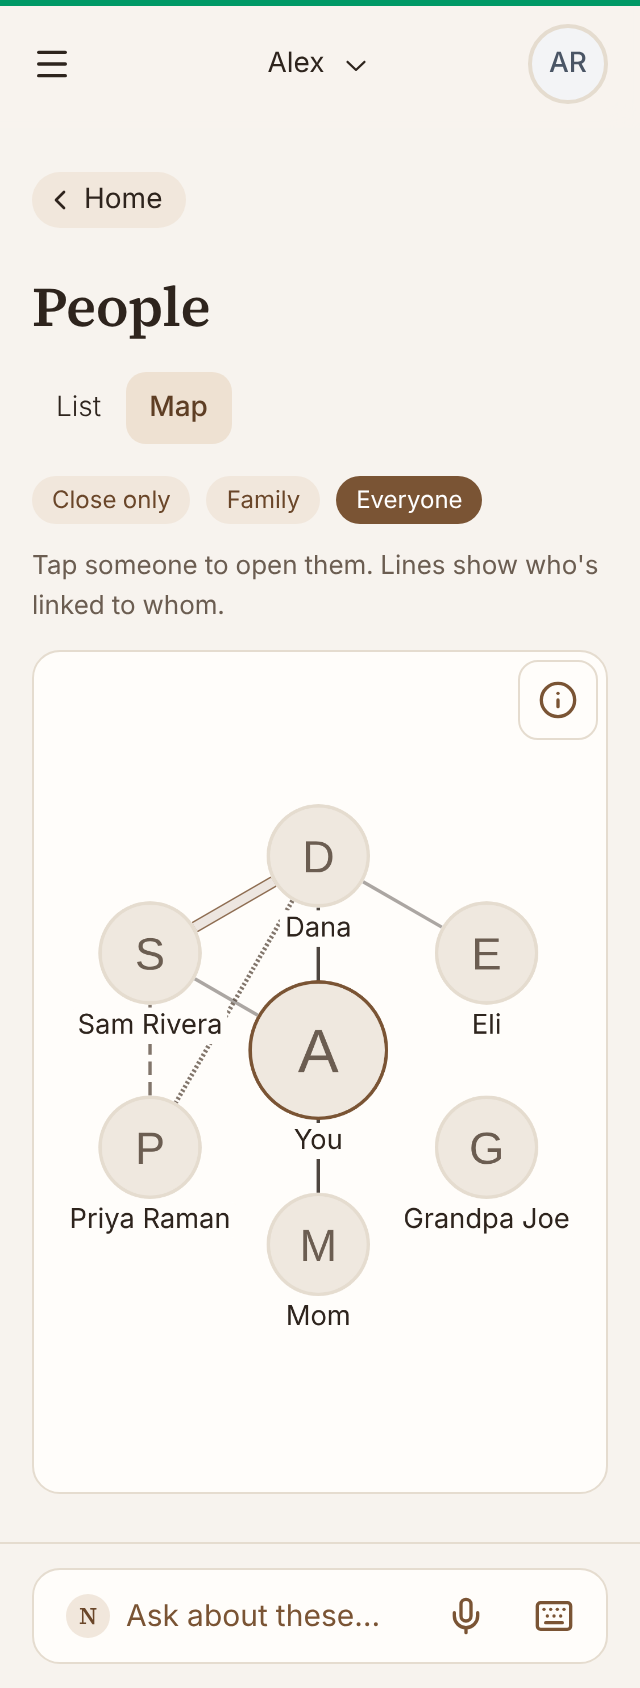 Alex
AR
Home
People
List
Map
Close only
Family
Everyone
Tap someone to open them. Lines show who's
linked to whom.
D
Dana
S
Sam Rivera
E
Eli
A
You
P
Priya Raman
G
Grandpa Joe
M
Mom
N
Ask about these...